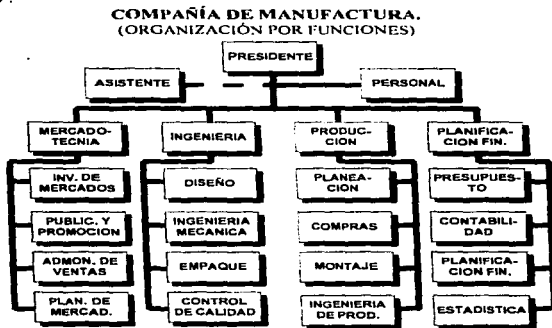 COMPAÑÍA DE MANUFACTURA.
(ORGANIZACIÓN POR FUNCIONES)
PRESIDENTE
ASISTENTE
PERSONAL
MERCADO-
TECNIA
INV. DE
MERCADOS
PUBLIC. Y
PROMOCION
ADMON. DE
VENTAS
PLAN. DE
MERCAD.
INGENIERIA
DISEÑO
INGENIERIA
MECANICA
EMPAQUE
CONTROL
DE CALIDAD
PRODUC-
CION
PLANEA-
CION
COMPRAS
MONTAJE
INGENIERIA
DE PROD.
PLANIFICA-
CION FIN.
PRESUPUES-
TO
CONTABILI-
DAD
PLANIFICA-
CION FIN.
ESTADISTICA